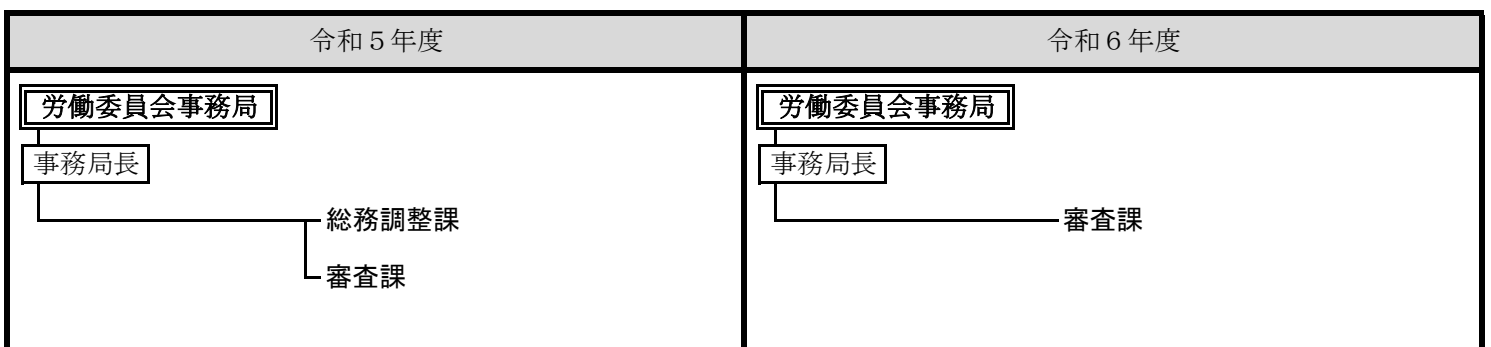 令和５年度
令和６年度
労働委員会事務局
事務局長
総務調整課
審査課
労働委員会事務局
事務局長
審査課